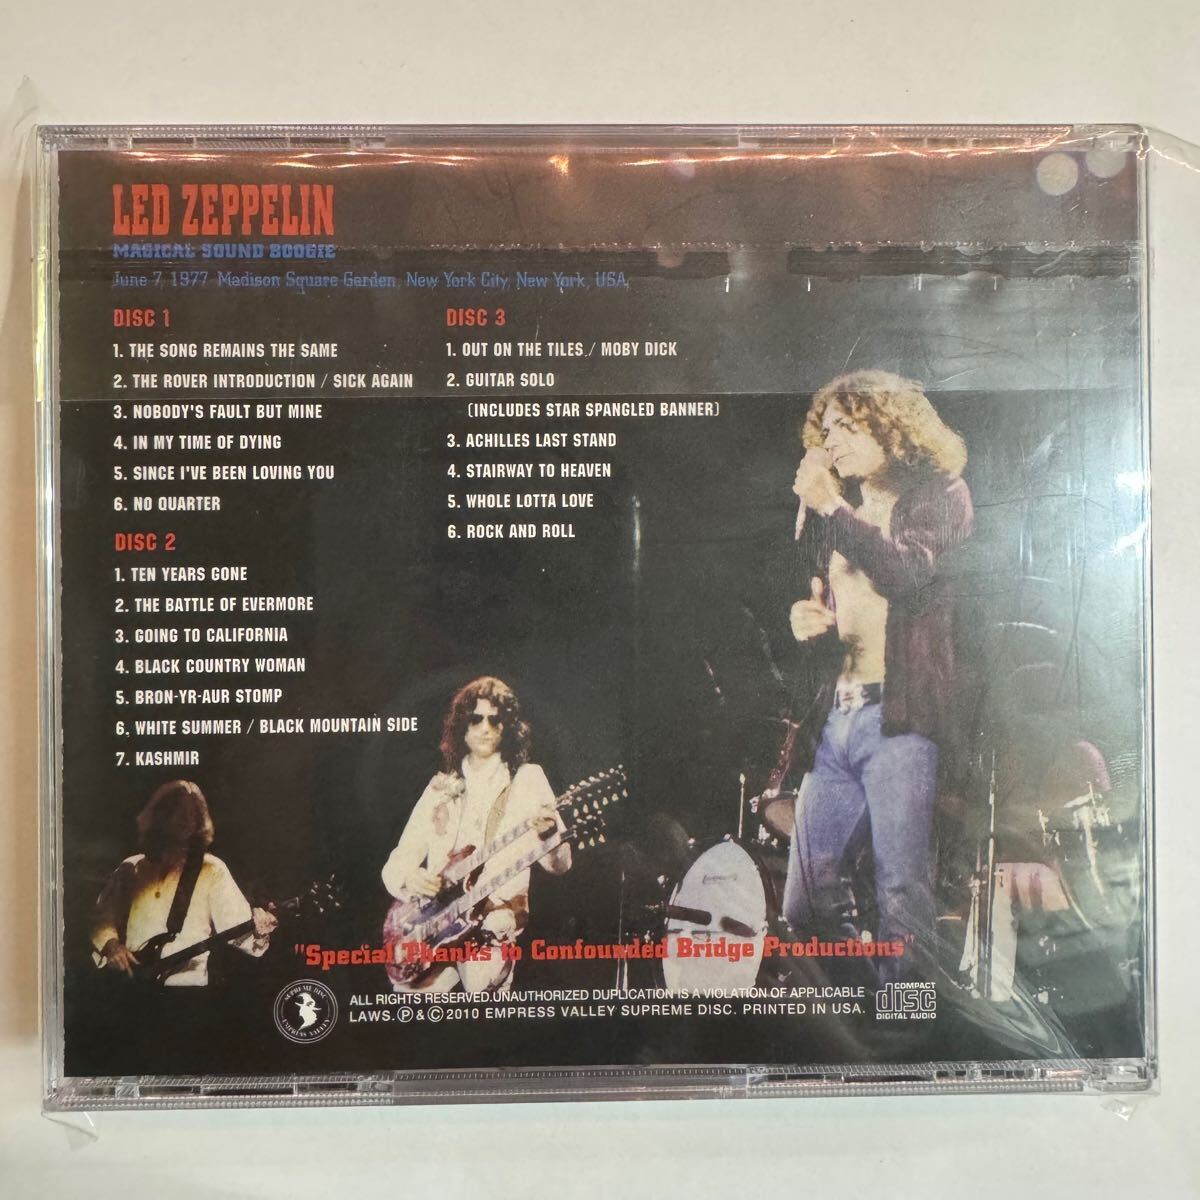 LED ZEPPELIN
MAGICAL SOUND BOOGIE
June 7, 1977 Madison Square Garden, New York City, New York, USA
DISC 1
1. THE SONG REMAINS THE SAME
2. THE ROVER INTRODUCTION / SICK AGAIN
3. NOBODY'S FAULT BUT MINE
4. IN MY TIME OF DYING
5. SINCE I'VE BEEN LOVING YOU
6. NO QUARTER
DISC 2
1. TEN YEARS GONE
2. THE BATTLE OF EVERMORE
3. GOING TO CALIFORNIA
4. BLACK COUNTRY WOMAN
5. BRON-YR-AUR STOMP
6. WHITE SUMMER / BLACK MOUNTAIN SIDE
7. KASHMIR
DISC 3
1. OUT ON THE TILES / MOBY DICK
2. GUITAR SOLO
(INCLUDES STAR SPANGLED BANNER)
3. ACHILLES LAST STAND
4. STAIRWAY TO HEAVEN
5. WHOLE LOTTA LOVE
6. ROCK AND ROLL
"Special Thanks to Confounded Bridge Productions"
SUPREME DISC
EMPRESS VALLEY
ALL RIGHTS RESERVED.UNAUTHORIZED DUPLICATION IS A VIOLATION OF APPLICABLE
LAWS.Ⓟ & Ⓒ 2010 EMPRESS VALLEY SUPREME DISC. PRINTED IN USA.
COMPACT
disc
DIGITAL AUDIO